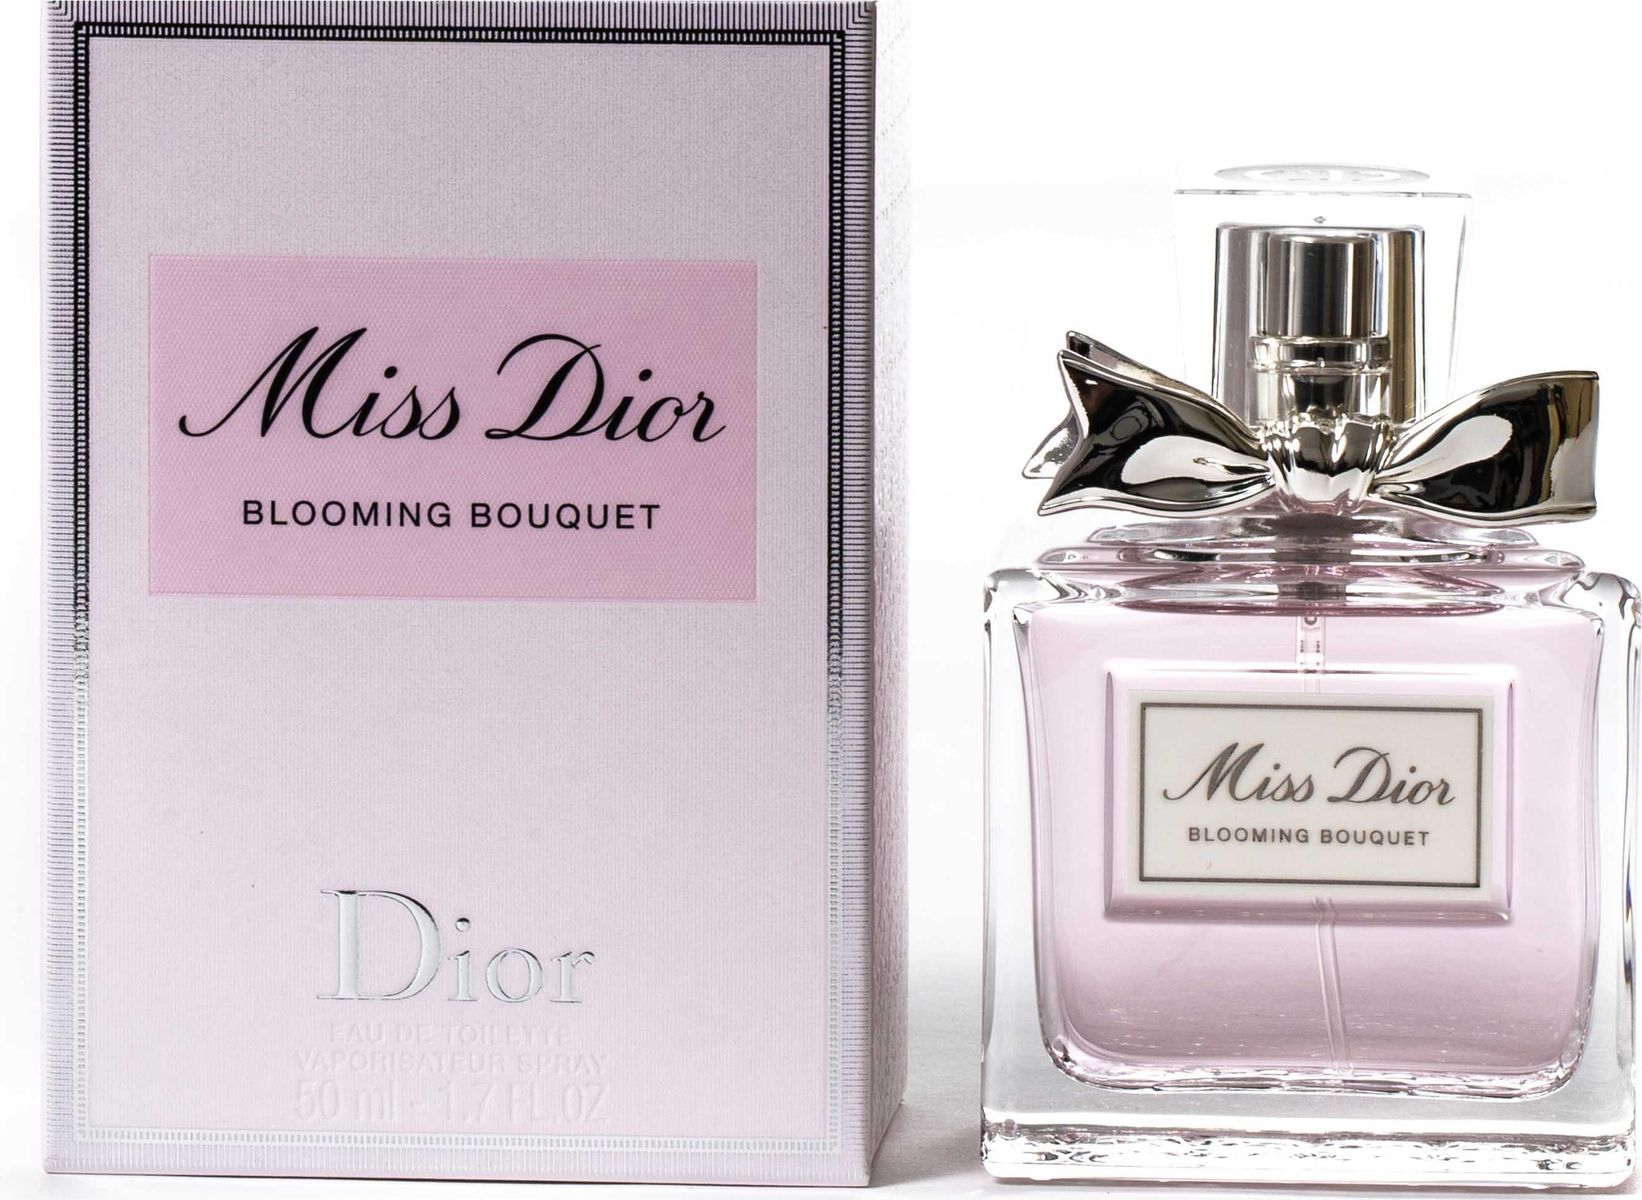 Miss Dior
BLOOMING BOUQUET
Dior
EAU DE TOILETTE
VAPORISATEUR SPRAY
50 ml - 1.7 FL.OZ
Miss Dior
BLOOMING BOUQUET